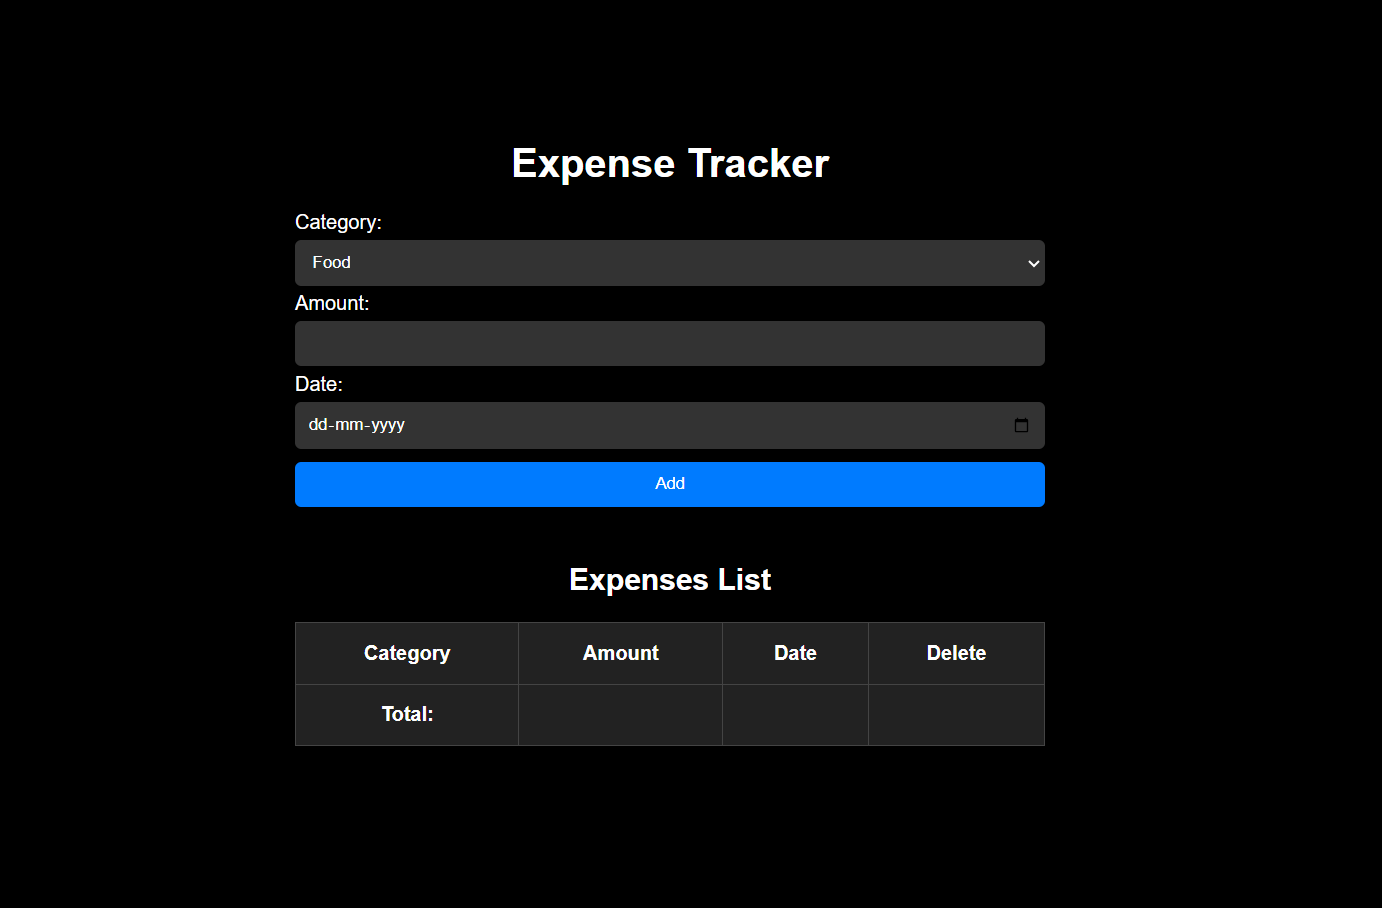 Expense Tracker
Category:
Food
Amount:
Date:
dd-mm-yyyy
Add
Expenses List
Category Amount Date Delete
Total: